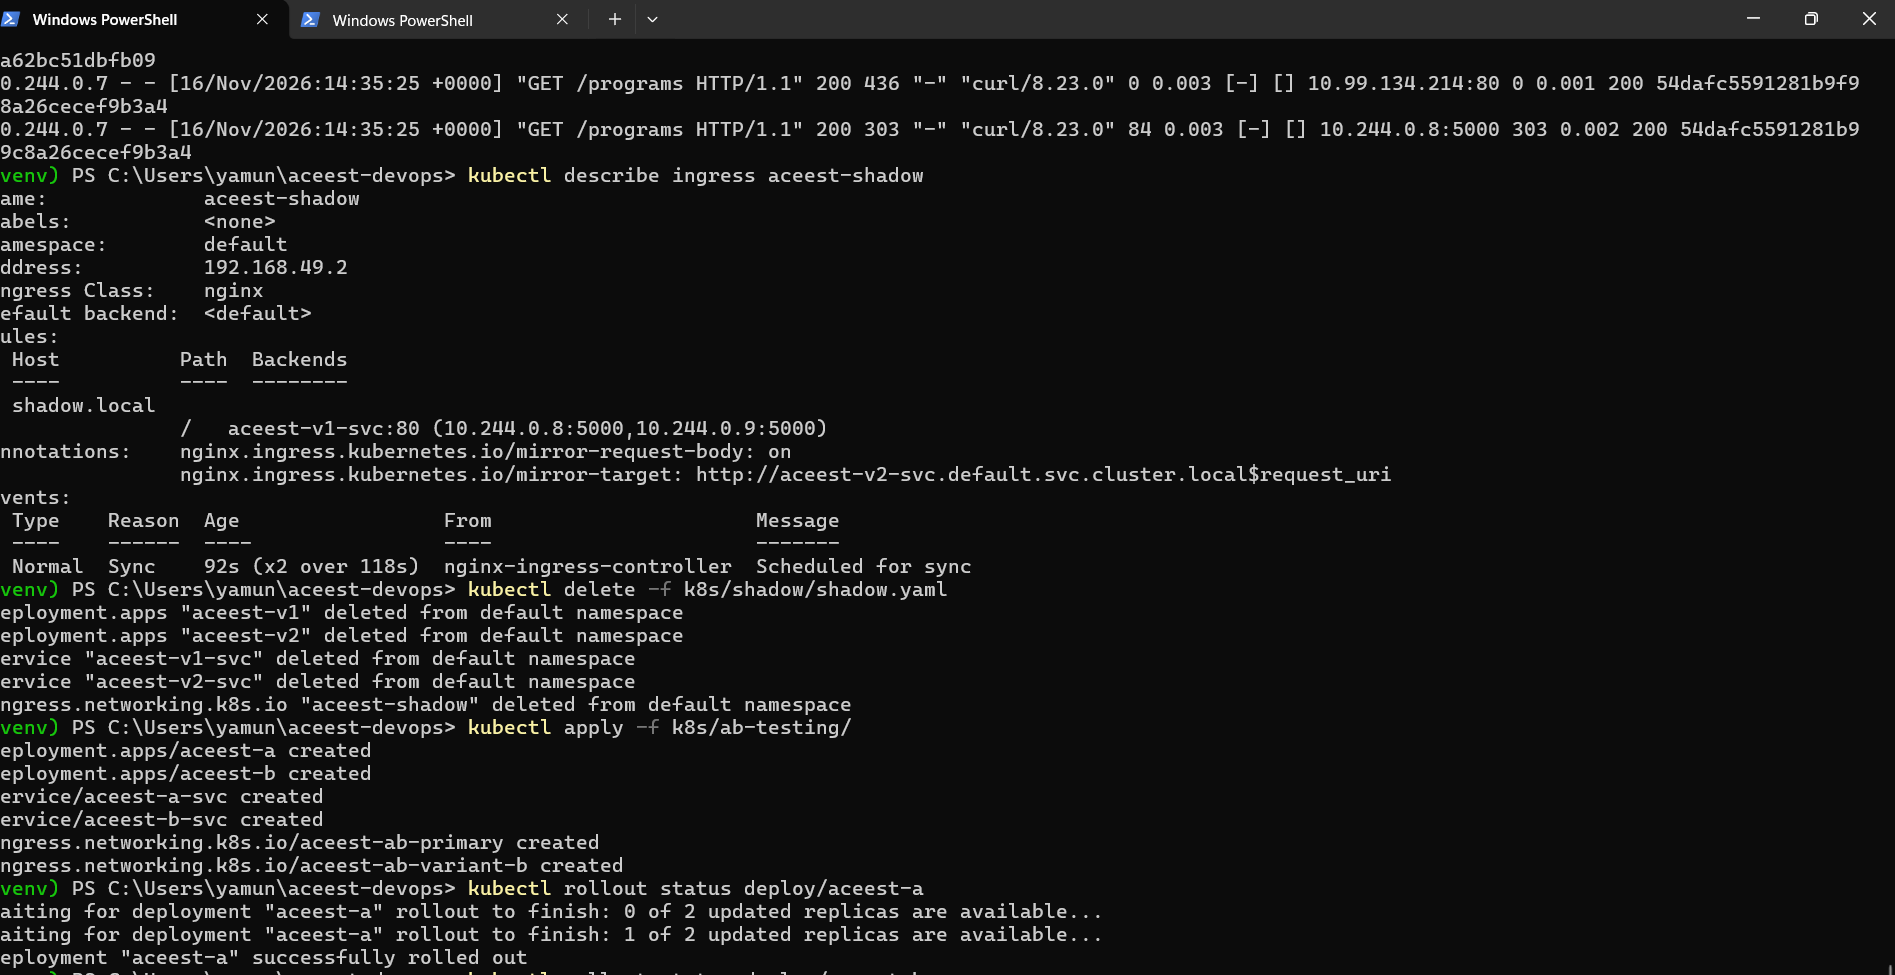 Windows PowerShell
Windows PowerShell
a62bc51dbfb09
0.244.0.7 - - [16/Nov/2026:14:35:25 +0000] "GET /programs HTTP/1.1" 200 436 "-" "curl/8.23.0" 0 0.003 [-] [] 10.99.134.214:80 0 0.001 200 54dafc5591281b9f9
8a26cecef9b3a4
0.244.0.7 - - [16/Nov/2026:14:35:25 +0000] "GET /programs HTTP/1.1" 200 303 "-" "curl/8.23.0" 84 0.003 [-] [] 10.244.0.8:5000 303 0.002 200 54dafc5591281b9
9c8a26cecef9b3a4
venv) PS C:\Users\yamun\aceest-devops> kubectl describe ingress aceest-shadow
ame:             aceest-shadow
abels:           <none>
amespace:        default
ddress:          192.168.49.2
ngress Class:    nginx
efault backend:  <default>
ules:
 Host          Path  Backends
 ----          ----  --------
 shadow.local
               /   aceest-v1-svc:80 (10.244.0.8:5000,10.244.0.9:5000)
nnotations:    nginx.ingress.kubernetes.io/mirror-request-body: on
               nginx.ingress.kubernetes.io/mirror-target: http://aceest-v2-svc.default.svc.cluster.local$request_uri
vents:
 Type    Reason  Age                 From                      Message
 ----    ------  ----                ----                      -------
 Normal  Sync    92s (x2 over 118s)  nginx-ingress-controller  Scheduled for sync
venv) PS C:\Users\yamun\aceest-devops> kubectl delete -f k8s/shadow/shadow.yaml
eployment.apps "aceest-v1" deleted from default namespace
eployment.apps "aceest-v2" deleted from default namespace
ervice "aceest-v1-svc" deleted from default namespace
ervice "aceest-v2-svc" deleted from default namespace
ngress.networking.k8s.io "aceest-shadow" deleted from default namespace
venv) PS C:\Users\yamun\aceest-devops> kubectl apply -f k8s/ab-testing/
eployment.apps/aceest-a created
eployment.apps/aceest-b created
ervice/aceest-a-svc created
ervice/aceest-b-svc created
ngress.networking.k8s.io/aceest-ab-primary created
ngress.networking.k8s.io/aceest-ab-variant-b created
venv) PS C:\Users\yamun\aceest-devops> kubectl rollout status deploy/aceest-a
aiting for deployment "aceest-a" rollout to finish: 0 of 2 updated replicas are available...
aiting for deployment "aceest-a" rollout to finish: 1 of 2 updated replicas are available...
eployment "aceest-a" successfully rolled out